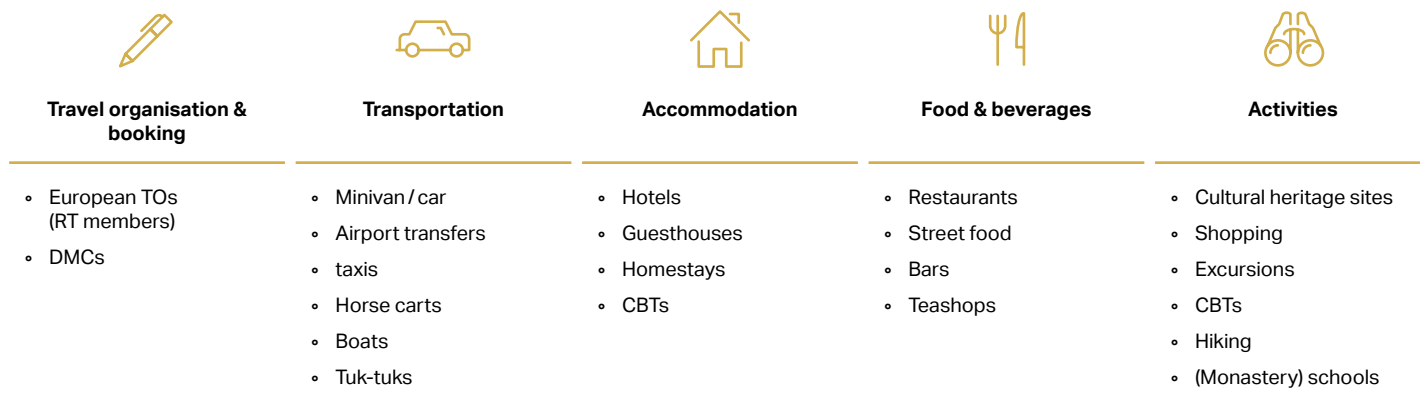 Travel organisation &
booking
European TOs
(RT members)
DMCs
Transportation
Minivan / car
Airport transfers
taxis
Horse carts
Boats
Tuk-tuks
Accommodation
Hotels
Guesthouses
Homestays
CBTs
Food & beverages
Restaurants
Street food
Bars
Teashops
Activities
Cultural heritage sites
Shopping
Excursions
CBTs
Hiking
(Monastery) schools